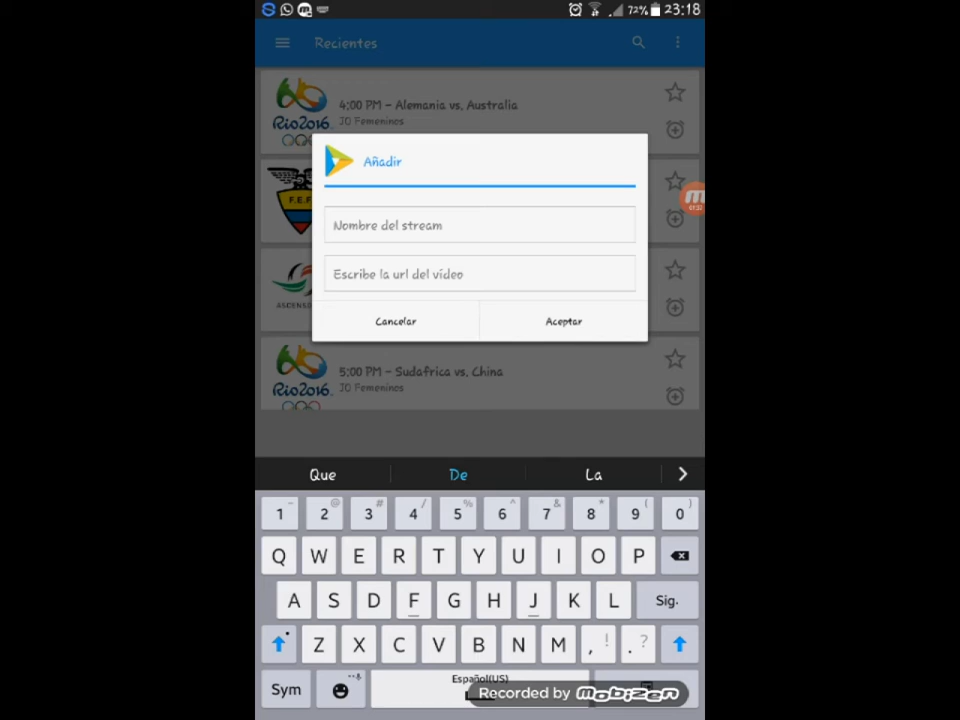 72% 23:18
Recientes
4:00 PM - Alemania vs. Australia
JO Femeninos
Rio2016
Añadir
F.E.F
Nombre del stream
Escribe la url del vídeo
ASCENSO
Cancelar Aceptar
5:00 PM - Sudafrica vs. China
JO Femeninos
Rio2016
Que De La
1 2 3 4 5 6 7 8 9 0
Q W E R T Y U I O P
A S D F G H J K L Sig.
Z X C V B N M , ! . ?
Español(US)
Sym
Recorded by mobizen